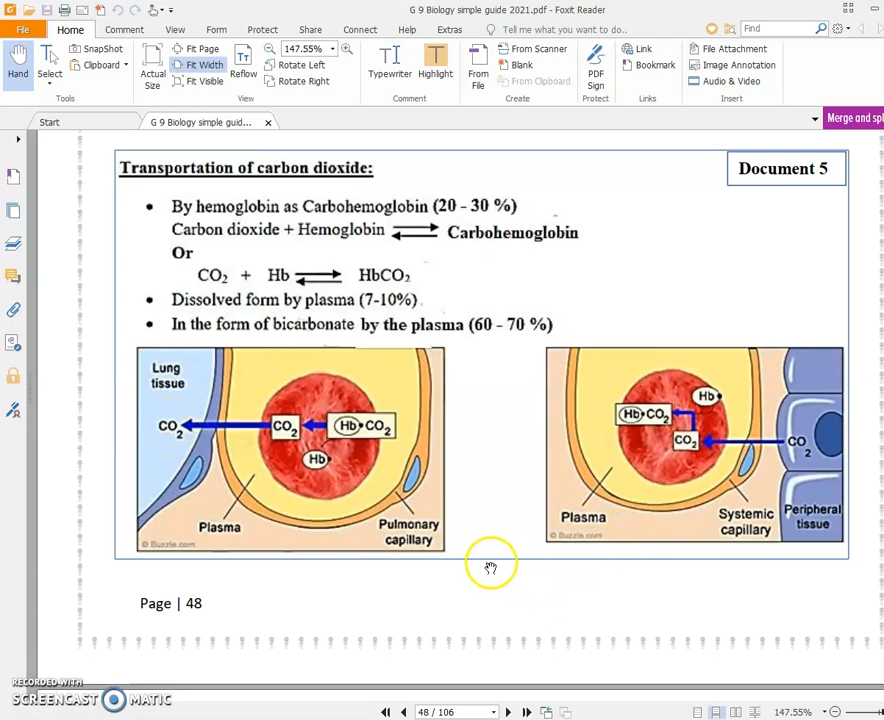 G 9 Biology simple guide 2021.pdf - Foxit Reader
File Home Comment View Form Protect Share Connect Help Extras Tell me what you want to do.. Find
Hand
Select
SnapShot
Clipboard
Actual Size
Fit Page
Fit Width
Fit Visible
Reflow
147.55%
Rotate Left
Rotate Right
Typewriter
Highlight
From File
From Scanner
Blank
From Clipboard
PDF Sign
Link
Bookmark
File Attachment
Image Annotation
Audio & Video
Tools View Comment Create Protect Links Insert
Start G 9 Biology simple guid... Merge and spl
Transportation of carbon dioxide: Document 5
• By hemoglobin as Carbohemoglobin (20 - 30 %)
Carbon dioxide + Hemoglobin ⇌ Carbohemoglobin
Or
CO₂ + Hb ⇌ HbCO₂
• Dissolved form by plasma (7-10%)
• In the form of bicarbonate by the plasma (60 - 70 %)
Lung
tissue
CO₂
CO₂
Hb•CO₂
Hb•
Plasma
Pulmonary
capillary
© Buzzle.com
Hb•
Hb•CO₂
CO₂
CO₂
Plasma
Systemic
capillary
Peripheral
tissue
© Buzzle.com
Page | 48
RECORDED WITH
SCREENCAST MATIC
48 / 106 147.55%